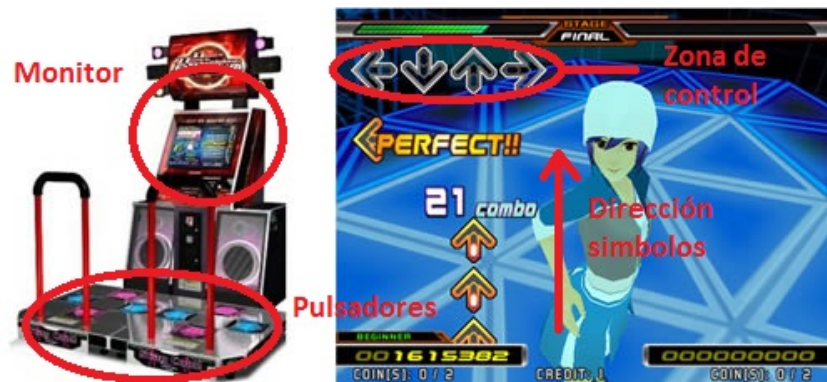 Monitor
Pulsadores
STAGE
FINAL
Zona de
control
PERFECT!!
21 combo
Dirección
simbolos
BEGINNER
001615382
000000000
COIN[S]: 0 / 2
CREDIT: 1
COIN[S]: 0 / 2